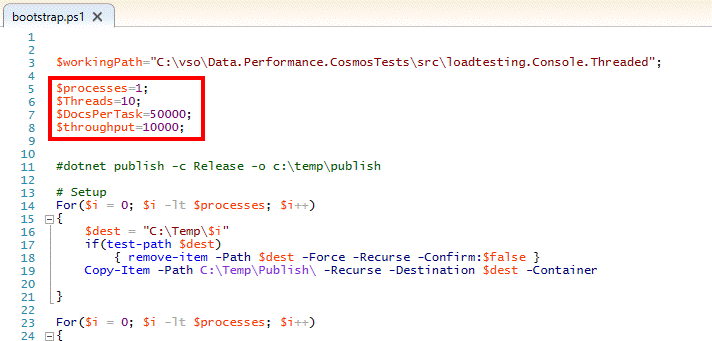 bootstrap.ps1 X
1
2
3 $workingPath="C:\vso\Data.Performance.CosmosTests\src\loadtesting.Console.Threaded";
4
5 $processes=1;
6 $Threads=10;
7 $DocsPerTask=50000;
8 $throughput=10000;
9
10
11 #dotnet publish -c Release -o c:\temp\publish
12
13 # Setup
14 For($i = 0; $i -lt $processes; $i++)
15 {
16 $dest = "C:\Temp\$i"
17 if(test-path $dest)
18 { remove-item -Path $dest -Force -Recurse -Confirm:$false }
19 Copy-Item -Path C:\Temp\Publish\ -Recurse -Destination $dest -Container
20
21 }
22
23 For($i = 0; $i -lt $processes; $i++)
24 {